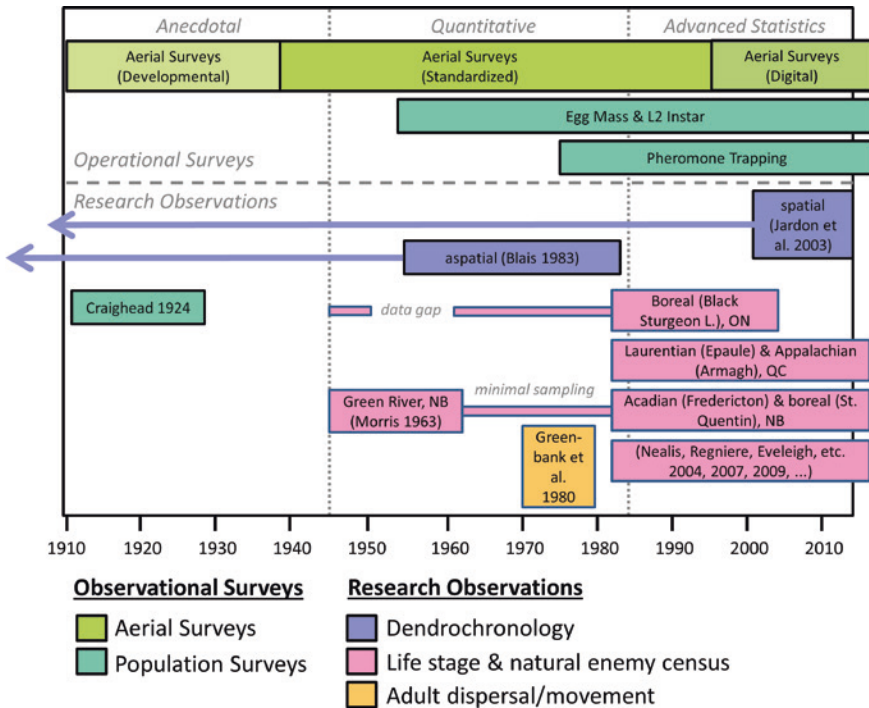 Anecdotal
Quantitative
Advanced Statistics
Aerial Surveys
(Developmental)
Aerial Surveys
(Standardized)
Aerial Surveys
(Digital)
Egg Mass & L2 Instar
Pheromone Trapping
Operational Surveys
Research Observations
spatial
(Jardon et
al. 2003)
aspatial (Blais 1983)
Craighead 1924
data gap
Boreal (Black
Sturgeon L.), ON
Laurentian (Epaule) & Appalachian
(Armagh), QC
Green River, NB
(Morris 1963)
minimal sampling
Acadian (Fredericton) & boreal (St.
Quentin), NB
Green-
bank et
al.
1980
(Nealis, Regniere, Eveleigh, etc.
2004, 2007, 2009, ...)
1910 1920 1930 1940 1950 1960 1970 1980 1990 2000 2010
Observational Surveys
Aerial Surveys
Population Surveys
Research Observations
Dendrochronology
Life stage & natural enemy census
Adult dispersal/movement